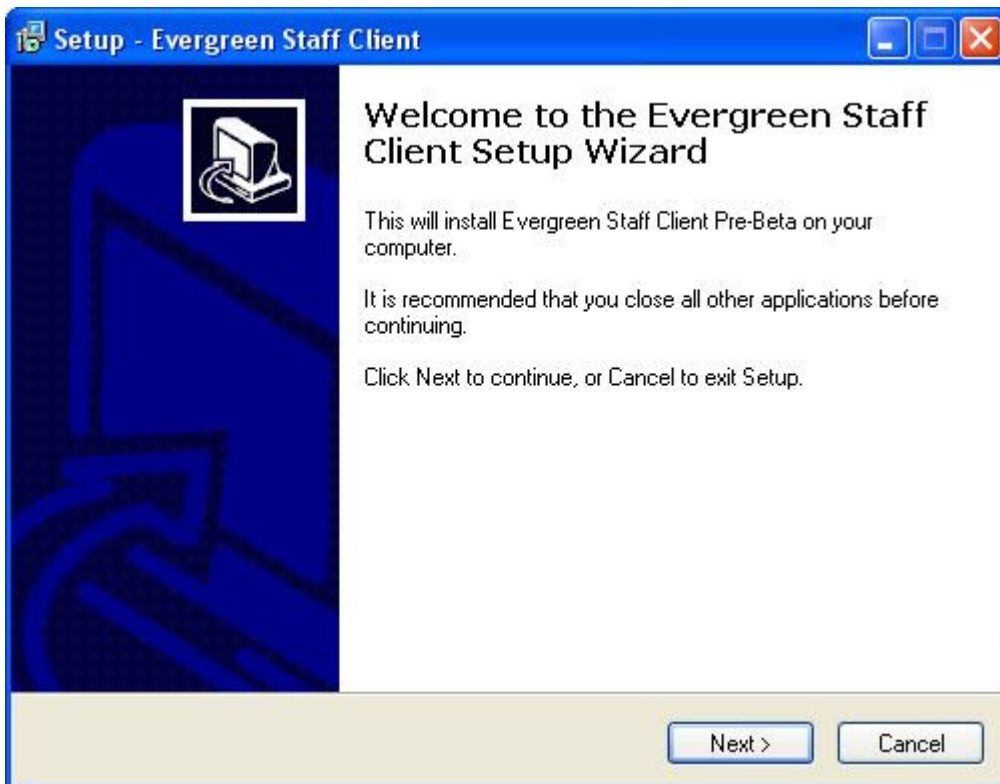 Setup - Evergreen Staff Client
Welcome to the Evergreen Staff
Client Setup Wizard
This will install Evergreen Staff Client Pre-Beta on your
computer.
It is recommended that you close all other applications before
continuing.
Click Next to continue, or Cancel to exit Setup.
Next >
Cancel